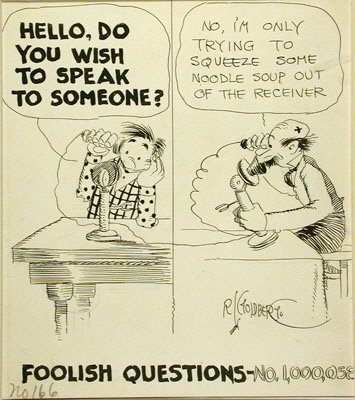 HELLO, DO
YOU WISH
TO SPEAK
TO SOMEONE?
NO, I'M ONLY
TRYING TO
SQUEEZE SOME
NOODLE SOUP OUT
OF THE RECEIVER
R. L. GOLDBERG.
FOOLISH QUESTIONS-NO. 1,000,058
No 166